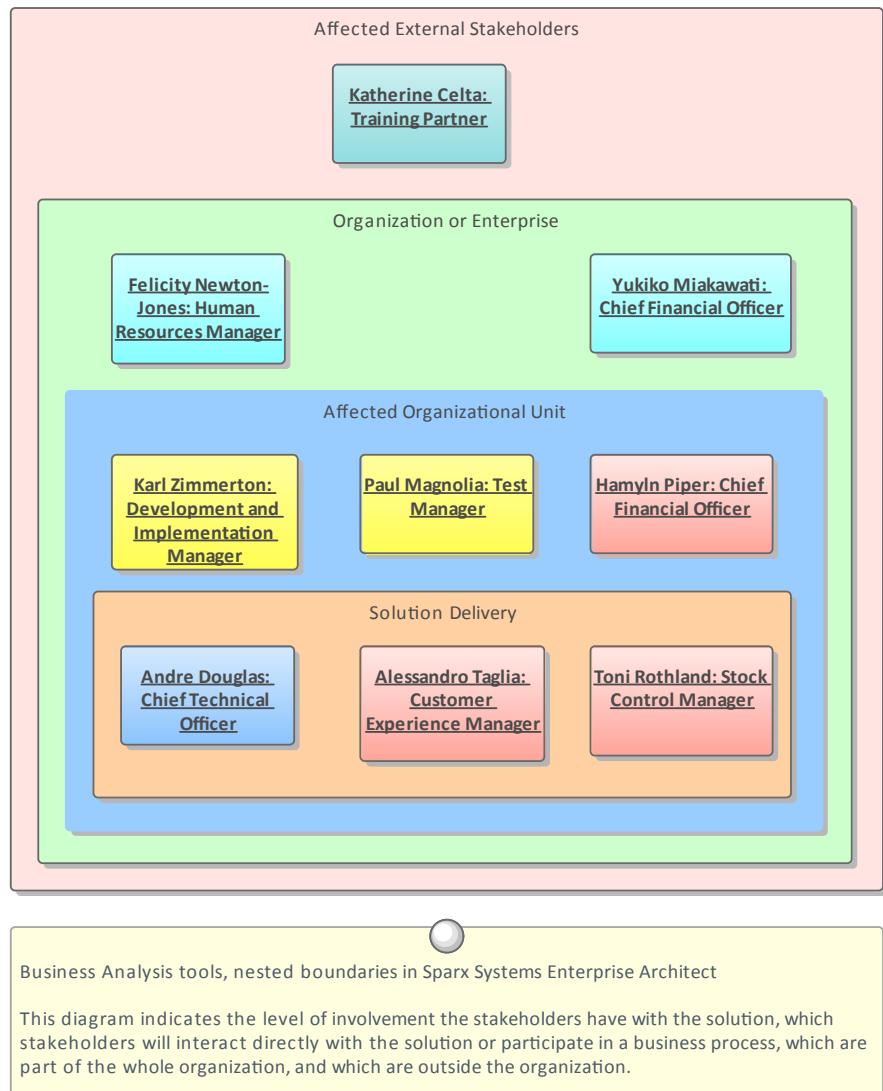 Affected External Stakeholders
Katherine Celta:
Training Partner
Organization or Enterprise
Felicity Newton-
Jones: Human
Resources Manager
Yukiko Miakawati:
Chief Financial Officer
Affected Organizational Unit
Karl Zimmerton:
Development and
Implementation
Manager
Paul Magnolia: Test
Manager
Hamyln Piper: Chief
Financial Officer
Solution Delivery
Andre Douglas:
Chief Technical
Officer
Alessandro Taglia:
Customer
Experience Manager
Toni Rothland: Stock
Control Manager
Business Analysis tools, nested boundaries in Sparx Systems Enterprise Architect
This diagram indicates the level of involvement the stakeholders have with the solution, which
stakeholders will interact directly with the solution or participate in a business process, which are
part of the whole organization, and which are outside the organization.